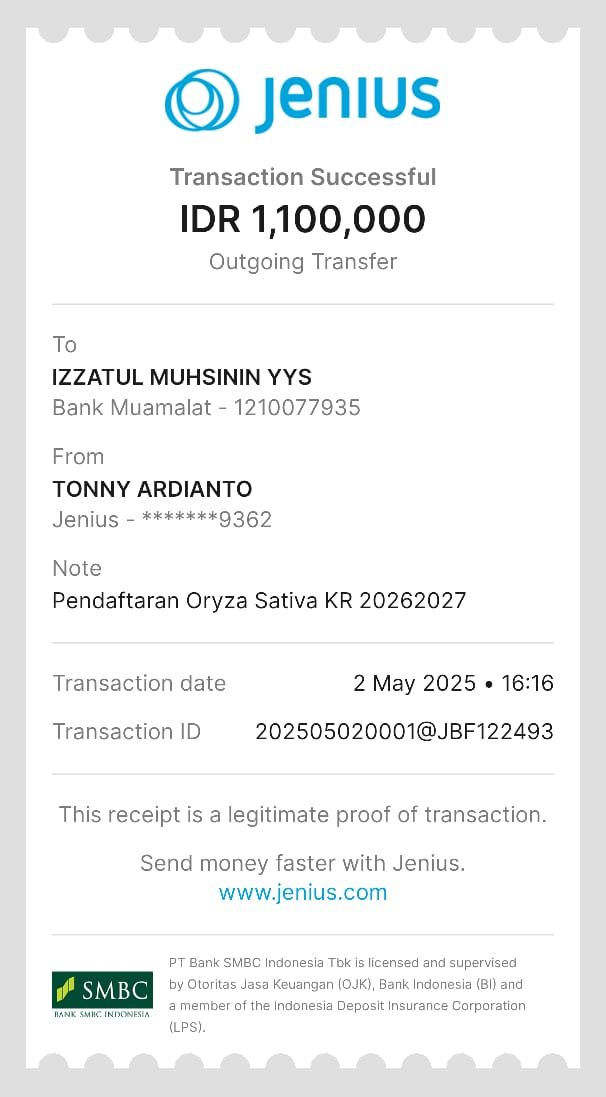 Jenius
Transaction Successful
IDR 1,100,000
Outgoing Transfer
To
IZZATUL MUHSININ YYS
Bank Muamalat - 1210077935
From
TONNY ARDIANTO
Jenius - *******9362
Note
Pendaftaran Oryza Sativa KR 20262027
Transaction date 2 May 2025 • 16:16
Transaction ID 202505020001@JBF122493
This receipt is a legitimate proof of transaction.
Send money faster with Jenius.
www.jenius.com
SMBC
BANK SMBC INDONESIA
PT Bank SMBC Indonesia Tbk is licensed and supervised
by Otoritas Jasa Keuangan (OJK), Bank Indonesia (BI) and
a member of the Indonesia Deposit Insurance Corporation
(LPS).